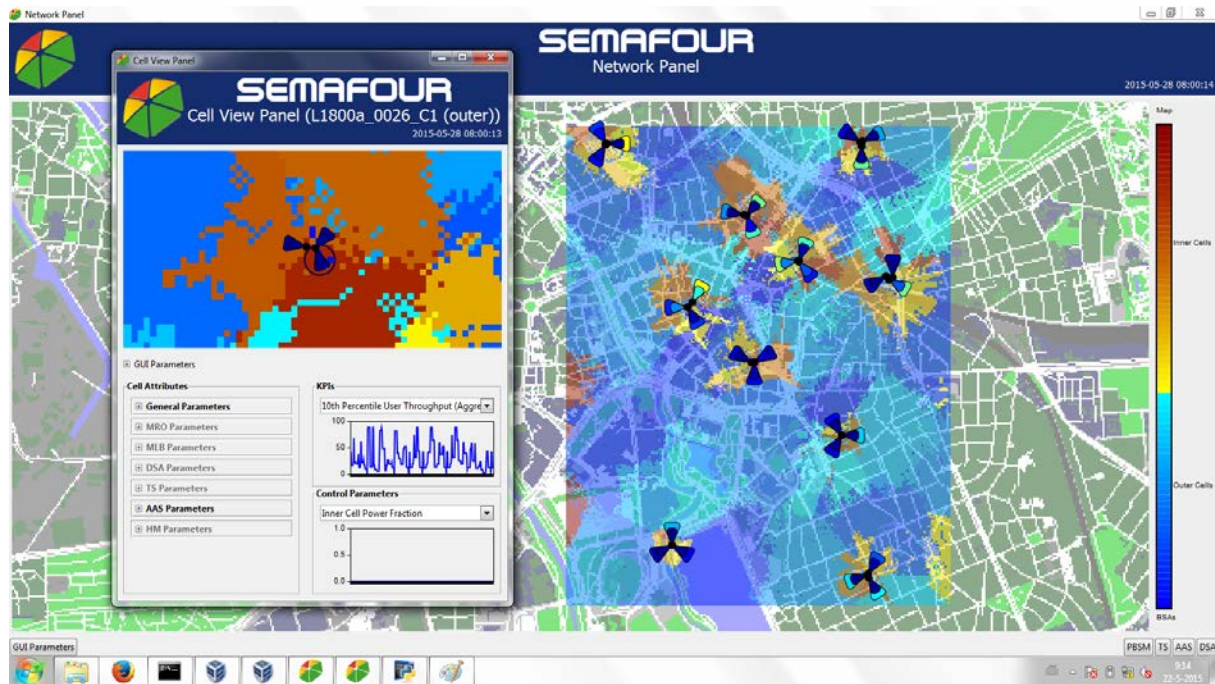 Network Panel
SEMAFOUR
Network Panel
2015-05-28 08:00:14
Cell View Panel
SEMAFOUR
Cell View Panel (L1800a_0026_C1 (outer))
2015-05-28 08:00:13
GUI Parameters
Cell Attributes
General Parameters
MRO Parameters
MLB Parameters
DSA Parameters
TS Parameters
AAS Parameters
HM Parameters
KPIs
10th Percentile User Throughput (Aggre
100
50
0
Control Parameters
Inner Cell Power Fraction
1.0
0.5
0.0
Map
Inner Cells
Outer Cells
BSAs
GUI Parameters
PBSM TS AAS DSA
9:14
22-5-2015